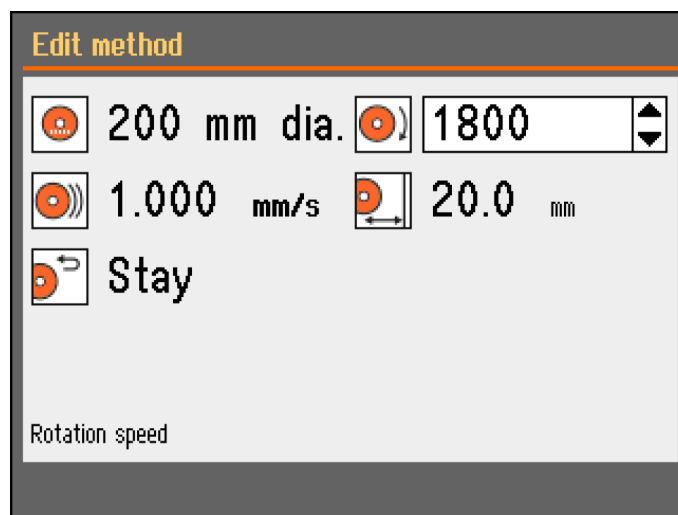 Edit method
200 mm dia. 1800
1.000 mm/s 20.0 mm
Stay
Rotation speed